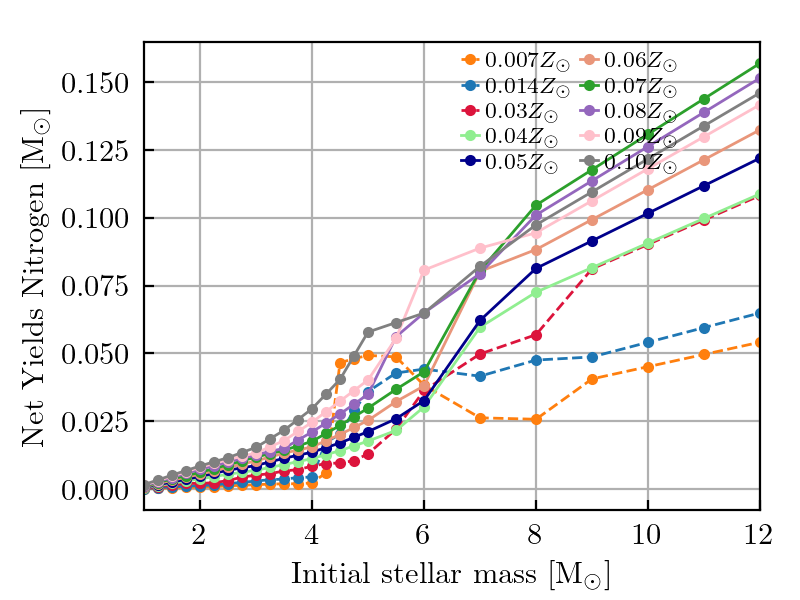 0.007Z⊙ 0.06Z⊙
0.014Z⊙ 0.07Z⊙
0.03Z⊙ 0.08Z⊙
0.04Z⊙ 0.09Z⊙
0.05Z⊙ 0.10Z⊙
0.150
0.125
0.100
0.075
0.050
0.025
0.000
Net Yields Nitrogen [M⊙]
2 4 6 8 10 12
Initial stellar mass [M⊙]